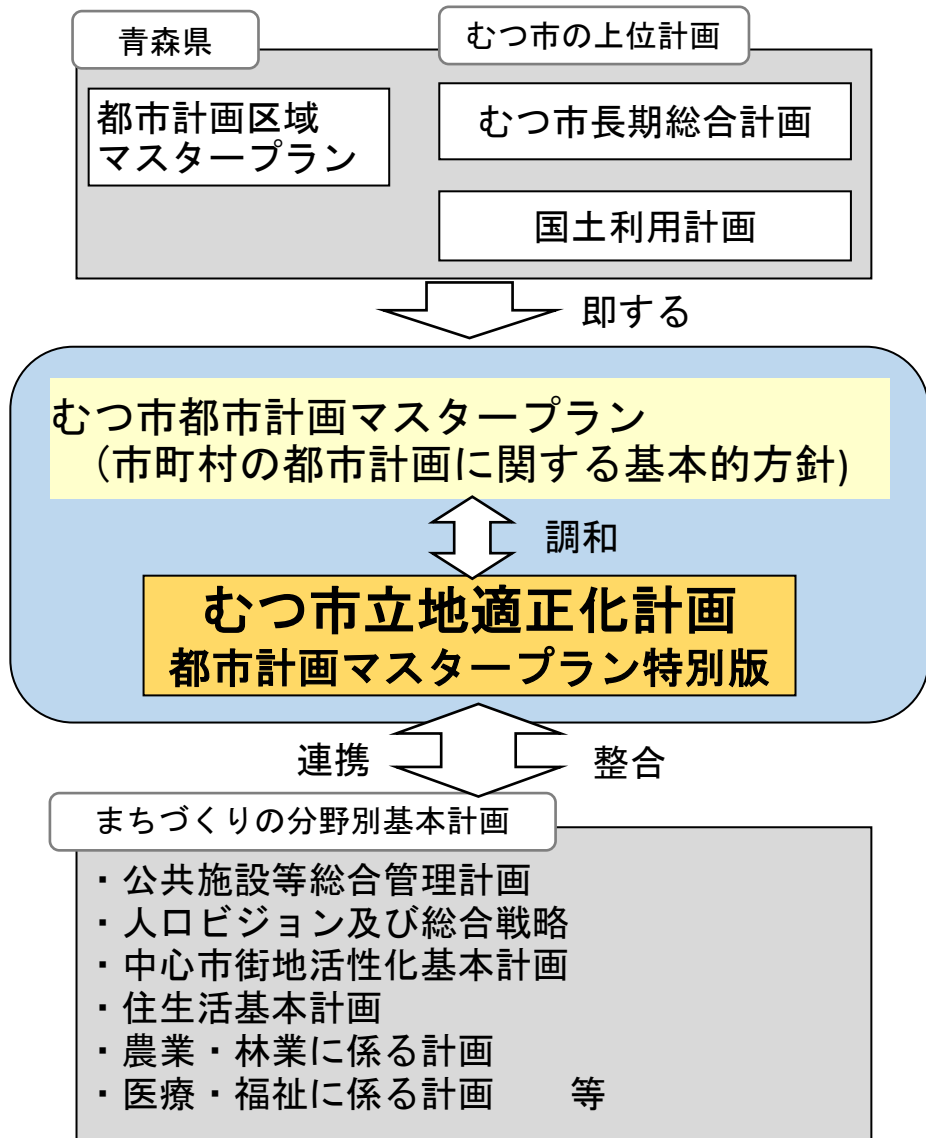 青森県
むつ市の上位計画
都市計画区域
マスタープラン
むつ市長期総合計画
国土利用計画
即する
むつ市都市計画マスタープラン
(市町村の都市計画に関する基本的方針)
調和
むつ市立地適正化計画
都市計画マスタープラン特別版
連携
整合
まちづくりの分野別基本計画
・公共施設等総合管理計画
・人口ビジョン及び総合戦略
・中心市街地活性化基本計画
・住生活基本計画
・農業・林業に係る計画
・医療・福祉に係る計画　　等